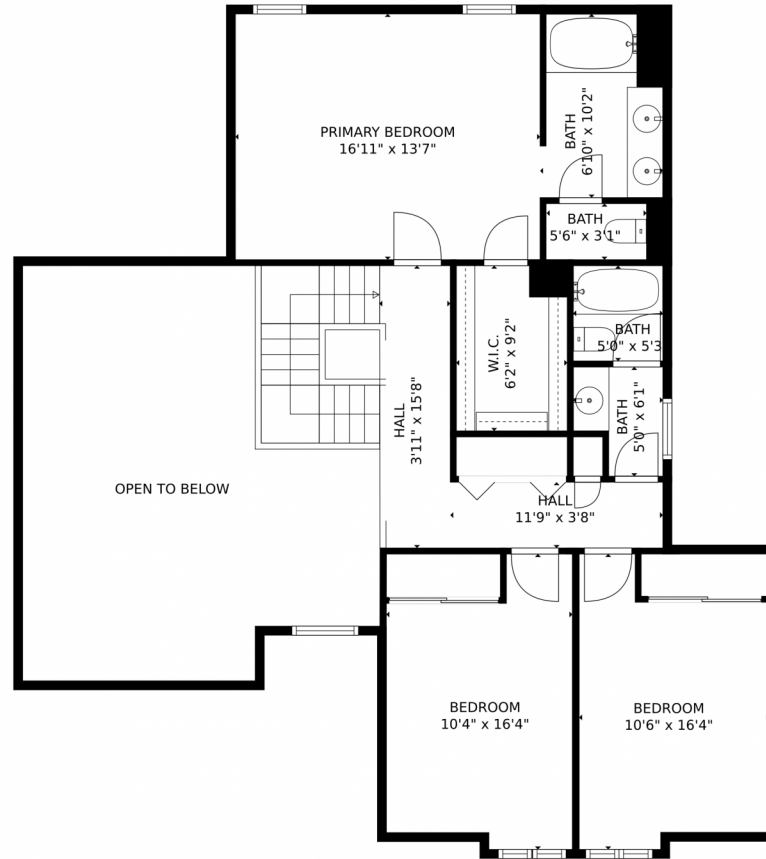 PRIMARY BEDROOM
16'11" x 13'7"
BATH
6'10" x 10'2"
BATH
5'6" x 3'1"
BATH
5'0" x 5'3
W.I.C.
6'2" x 9'2"
HALL
3'11" x 15'8"
BATH
5'0" x 6'1"
OPEN TO BELOW
HALL
11'9" x 3'8"
BEDROOM
10'4" x 16'4"
BEDROOM
10'6" x 16'4"